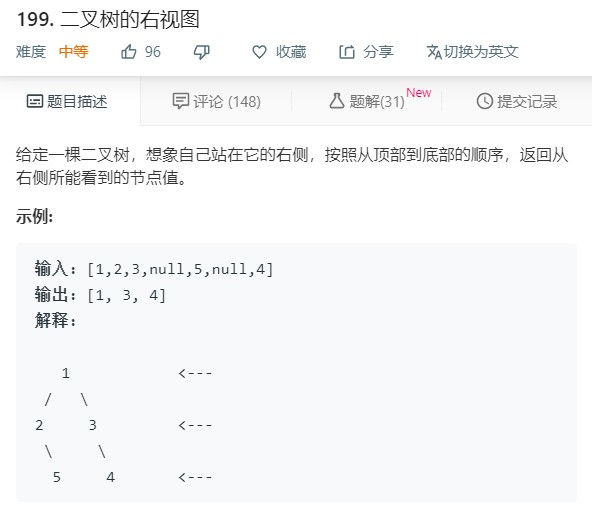 199. 二叉树的右视图
难度 中等 96 收藏 分享 切换为英文
题目描述 评论 (148) 题解(31) New 提交记录
给定一棵二叉树，想象自己站在它的右侧，按照从顶部到底部的顺序，返回从
右侧所能看到的节点值。
示例:
输入: [1,2,3,null,5,null,4]
输出: [1, 3, 4]
解释:
1 <---
/ \
2 3 <---
\ \
5 4 <---